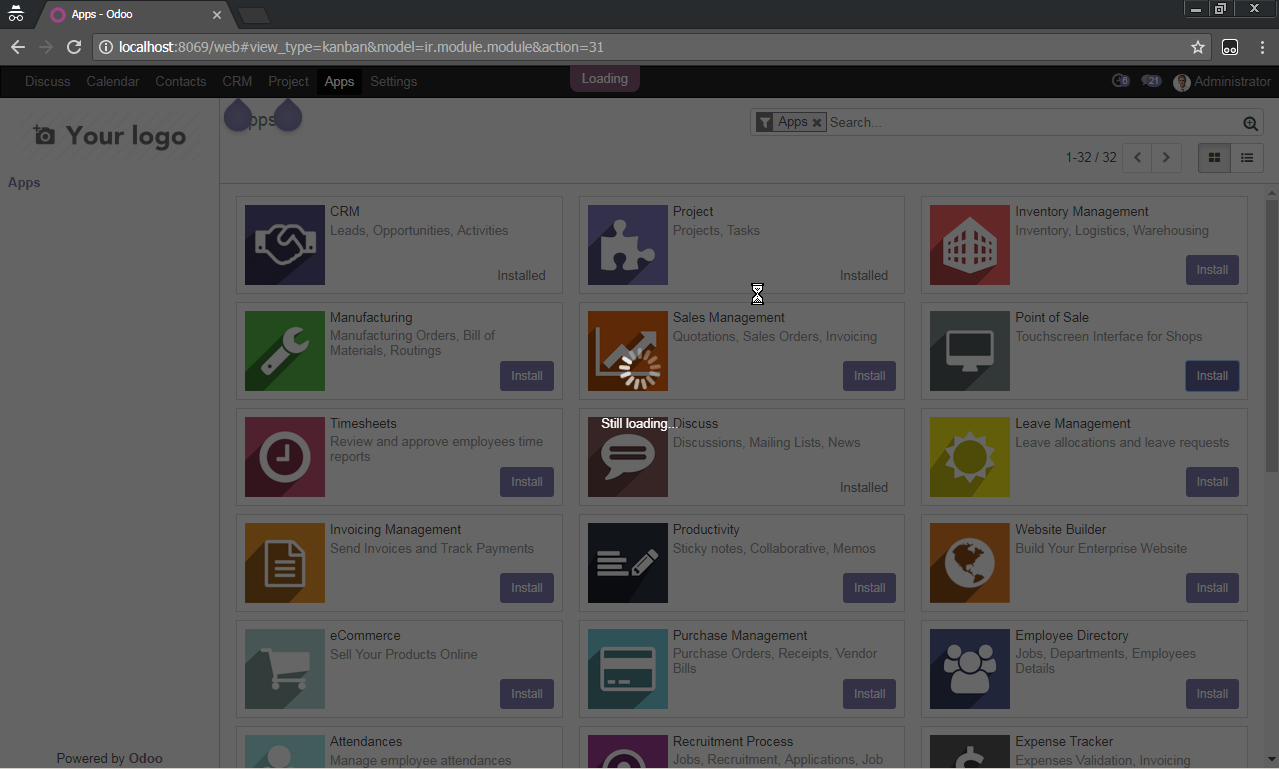 Apps - Odoo
localhost:8069/web#view_type=kanban&model=ir.module.module&action=31
Discuss Calendar Contacts CRM Project Apps Settings Loading 6 21 Administrator
Your logo
Apps
Apps
Apps Search...
1-32 / 32
CRM
Leads, Opportunities, Activities
Installed
Project
Projects, Tasks
Installed
Inventory Management
Inventory, Logistics, Warehousing
Install
Manufacturing
Manufacturing Orders, Bill of
Materials, Routings
Install
Sales Management
Quotations, Sales Orders, Invoicing
Install
Point of Sale
Touchscreen Interface for Shops
Install
Still loading...
Timesheets
Review and approve employees time
reports
Install
Discuss
Discussions, Mailing Lists, News
Installed
Leave Management
Leave allocations and leave requests
Install
Invoicing Management
Send Invoices and Track Payments
Install
Productivity
Sticky notes, Collaborative, Memos
Install
Website Builder
Build Your Enterprise Website
Install
eCommerce
Sell Your Products Online
Install
Purchase Management
Purchase Orders, Receipts, Vendor
Bills
Install
Employee Directory
Jobs, Departments, Employees
Details
Install
Attendances
Manage employee attendances
Recruitment Process
Jobs, Recruitment, Applications, Job
Expense Tracker
Expenses Validation, Invoicing
Powered by Odoo